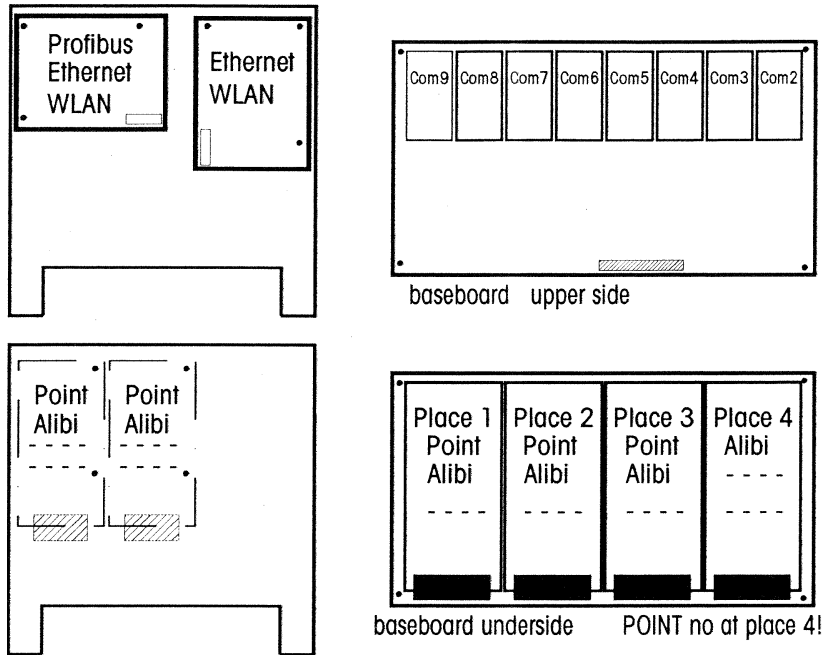 Profibus
Ethernet
WLAN
Ethernet
WLAN
Com9 Com8 Com7 Com6 Com5 Com4 Com3 Com2
baseboard upper side
Point
Alibi
Point
Alibi
Place 1
Point
Alibi
Place 2
Point
Alibi
Place 3
Point
Alibi
Place 4
Alibi
baseboard underside
POINT no at place 4!